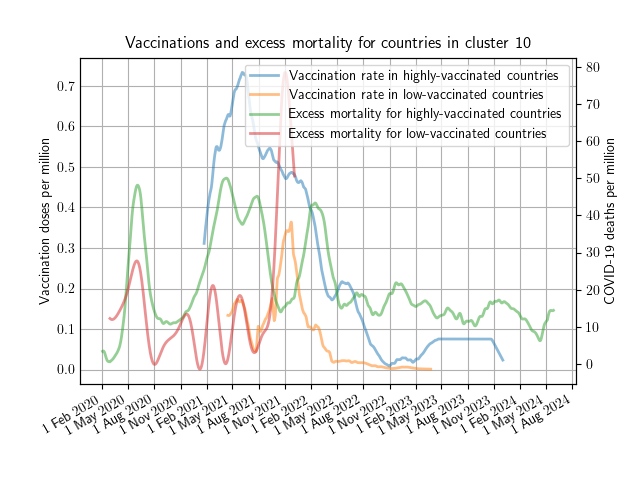 Vaccinations and excess mortality for countries in cluster 10
Vaccination rate in highly-vaccinated countries
Vaccination rate in low-vaccinated countries
Excess mortality for highly-vaccinated countries
Excess mortality for low-vaccinated countries
Vaccination doses per million
0.7
0.6
0.5
0.4
0.3
0.2
0.1
0.0
COVID-19 deaths per million
80
70
60
50
40
30
20
10
0
1 Feb 2020
1 May 2020
1 Aug 2020
1 Nov 2020
1 Feb 2021
1 May 2021
1 Aug 2021
1 Nov 2021
1 Feb 2022
1 May 2022
1 Aug 2022
1 Nov 2022
1 Feb 2023
1 May 2023
1 Aug 2023
1 Nov 2023
1 Feb 2024
1 May 2024
1 Aug 2024